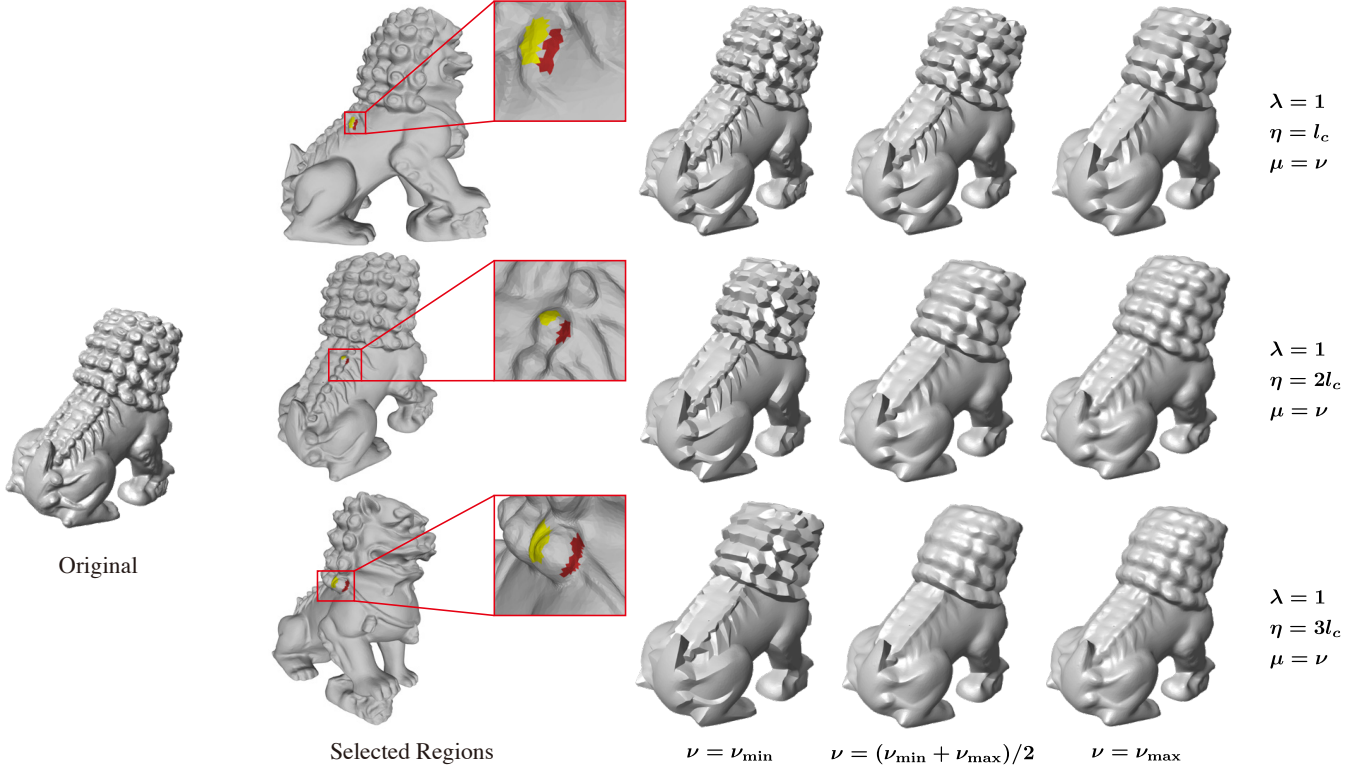 λ = 1
η = l_c
μ = ν
λ = 1
η = 2l_c
μ = ν
Original
λ = 1
η = 3l_c
μ = ν
Selected Regions
ν = ν_min
ν = (ν_min + ν_max)/2
ν = ν_max